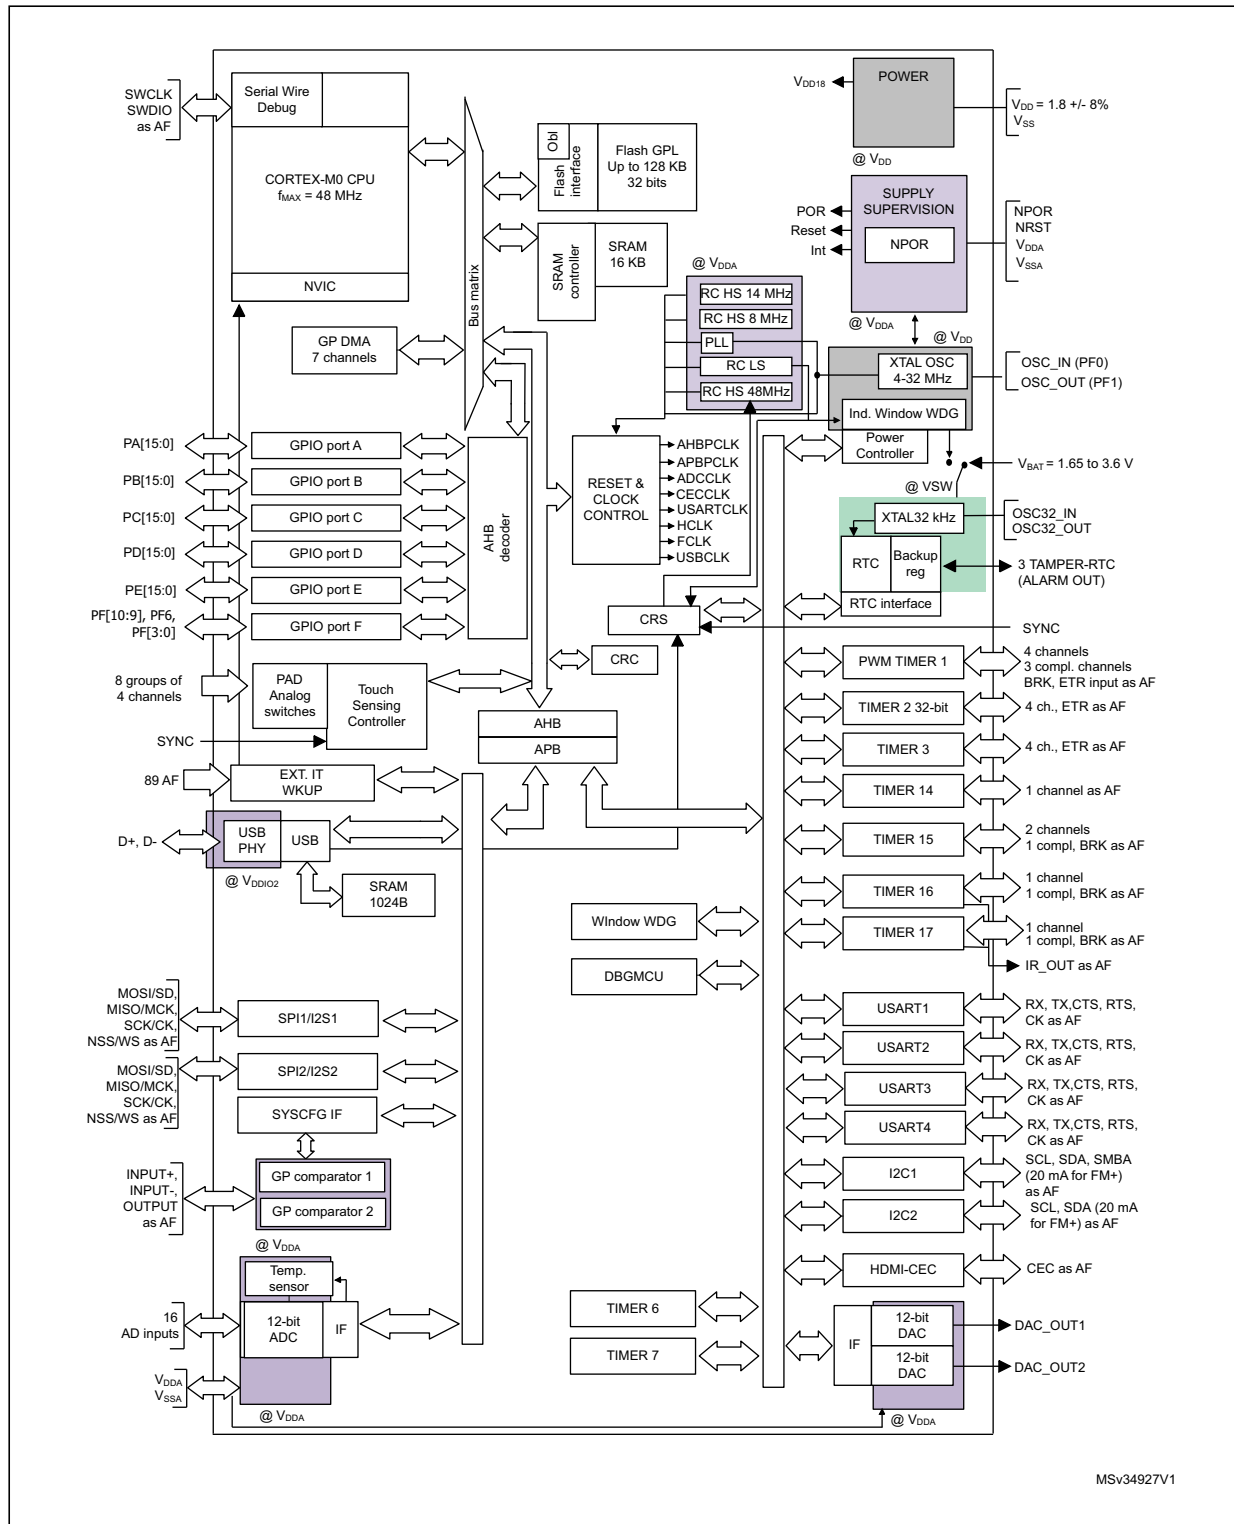 SWCLK
SWDIO
as AF
Serial Wire
Debug
CORTEX-M0 CPU
fMAX = 48 MHz
NVIC
Bus matrix
Obl
Flash
interface
Flash GPL
Up to 128 KB
32 bits
SRAM
controller
SRAM
16 KB
GP DMA
7 channels
VDD18
POWER
VDD = 1.8 +/- 8%
VSS
@ VDD
SUPPLY
SUPERVISION
NPOR
POR
Reset
Int
NPOR
NRST
VDDA
VSSA
@ VDDA
@ VDDA
RC HS 14 MHz
RC HS 8 MHz
PLL
RC LS
RC HS 48MHz
@ VDD
XTAL OSC
4-32 MHz
OSC_IN (PF0)
OSC_OUT (PF1)
Ind. Window WDG
Power
Controller
VBAT = 1.65 to 3.6 V
@ VSW
XTAL32 kHz
OSC32_IN
OSC32_OUT
RTC
Backup
reg
3 TAMPER-RTC
(ALARM OUT)
RTC interface
PA[15:0]
GPIO port A
PB[15:0]
GPIO port B
PC[15:0]
GPIO port C
PD[15:0]
GPIO port D
PE[15:0]
GPIO port E
PF[10:9], PF6,
PF[3:0]
GPIO port F
AHB
decoder
RESET &
CLOCK
CONTROL
AHBPCLK
APBPCLK
ADCCLK
CECCLK
USARTCLK
HCLK
FCLK
USBCLK
CRS
SYNC
CRC
8 groups of
4 channels
PAD
Analog
switches
Touch
Sensing
Controller
SYNC
AHB
APB
89 AF
EXT. IT
WKUP
D+, D-
USB
PHY
USB
@ VDDIO2
SRAM
1024B
PWM TIMER 1
4 channels
3 compl. channels
BRK, ETR input as AF
TIMER 2 32-bit
4 ch., ETR as AF
TIMER 3
4 ch., ETR as AF
TIMER 14
1 channel as AF
TIMER 15
2 channels
1 compl, BRK as AF
TIMER 16
1 channel
1 compl, BRK as AF
TIMER 17
1 channel
1 compl, BRK as AF
IR_OUT as AF
WIndow WDG
DBGMCU
MOSI/SD,
MISO/MCK,
SCK/CK,
NSS/WS as AF
SPI1/I2S1
MOSI/SD,
MISO/MCK,
SCK/CK,
NSS/WS as AF
SPI2/I2S2
SYSCFG IF
INPUT+,
INPUT-,
OUTPUT
as AF
GP comparator 1
GP comparator 2
@ VDDA
USART1
RX, TX,CTS, RTS,
CK as AF
USART2
RX, TX,CTS, RTS,
CK as AF
USART3
RX, TX,CTS, RTS,
CK as AF
USART4
RX, TX,CTS, RTS,
CK as AF
I2C1
SCL, SDA, SMBA
(20 mA for FM+)
as AF
I2C2
SCL, SDA (20 mA
for FM+) as AF
HDMI-CEC
CEC as AF
Temp.
sensor
16
AD inputs
12-bit
ADC
IF
VDDA
VSSA
@ VDDA
TIMER 6
TIMER 7
IF
12-bit
DAC
DAC_OUT1
12-bit
DAC
DAC_OUT2
@ VDDA
MSv34927V1